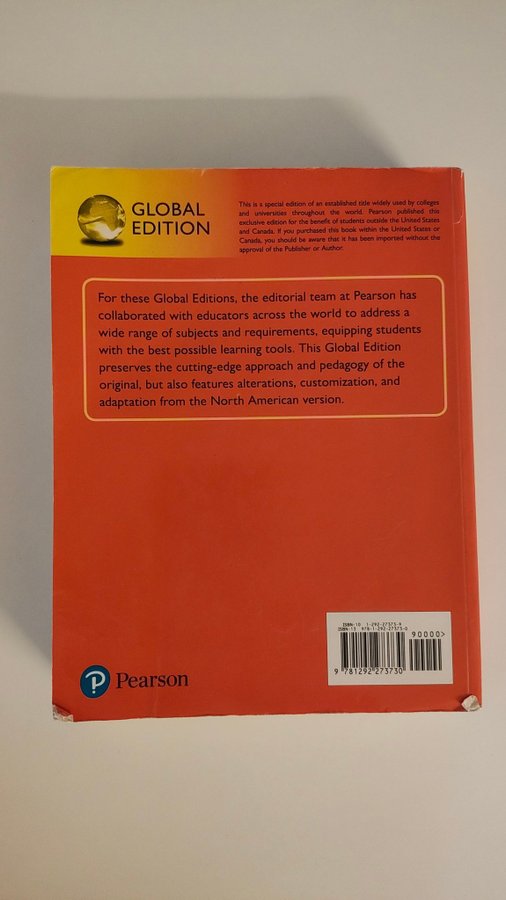 GLOBAL
EDITION
This is a special edition of an established title widely used by colleges
and universities throughout the world. Pearson published this
exclusive edition for the benefit of students outside the United States
and Canada. If you purchased this book within the United States or
Canada, you should be aware that it has been imported without the
approval of the Publisher or Author.
For these Global Editions, the editorial team at Pearson has
collaborated with educators across the world to address a
wide range of subjects and requirements, equipping students
with the best possible learning tools. This Global Edition
preserves the cutting-edge approach and pedagogy of the
original, but also features alterations, customization, and
adaptation from the North American version.
ISBN-10 1-292-27373-9
ISBN-13 978-1-292-27373-0
90000>
9 781292 273730
P Pearson